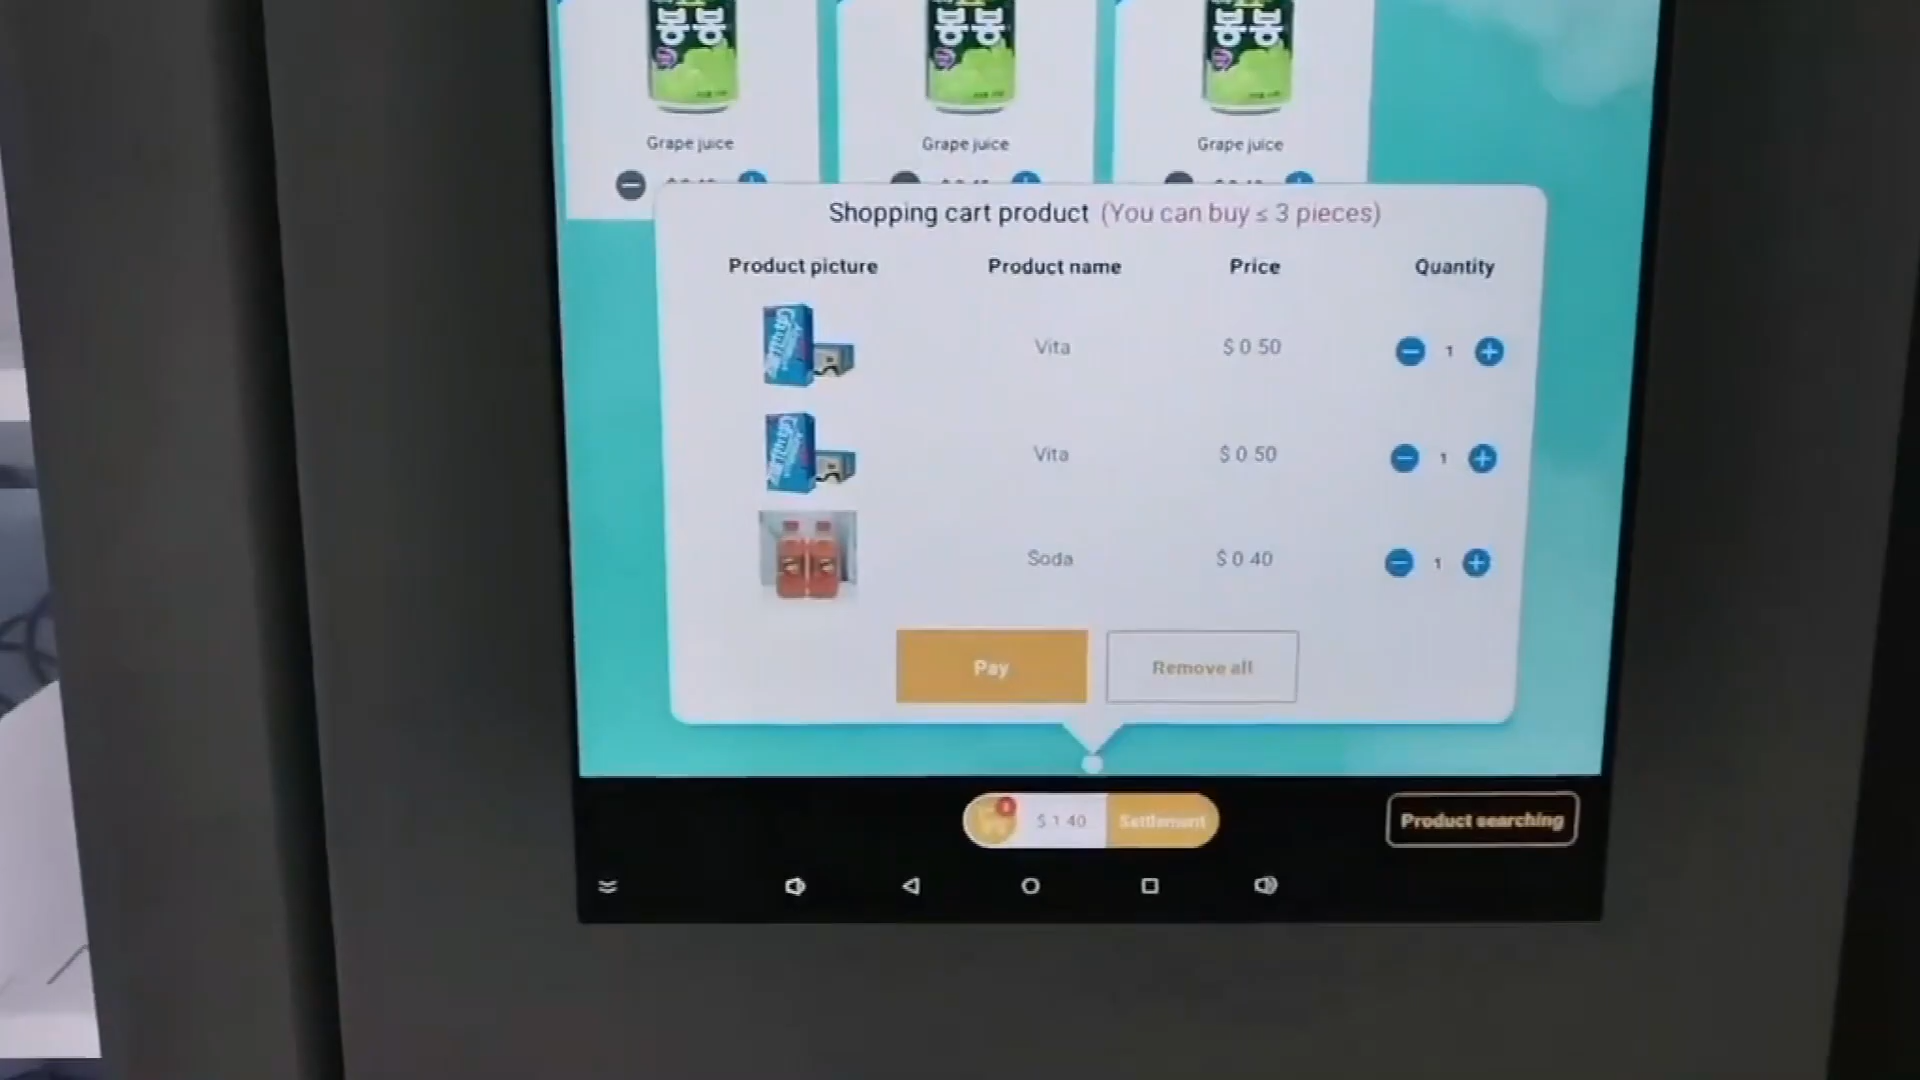 봉봉 봉봉 봉봉
Grape juice Grape juice Grape juice
Shopping cart product (You can buy ≤ 3 pieces)
Product picture Product name Price Quantity
Vita $ 0 50 1
Vita $ 0 50 1
Soda $ 0 40 1
Pay Remove all
$ 1 40 Settlement Product searching